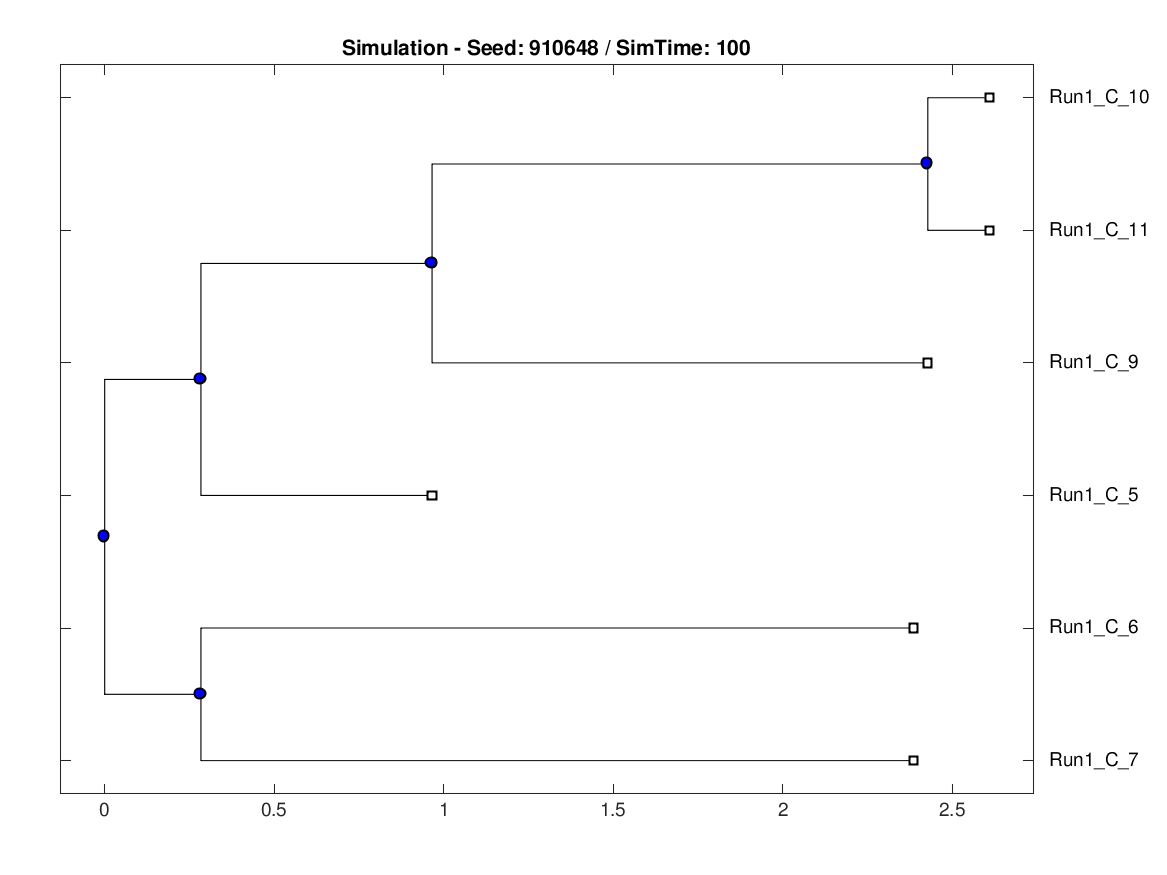 Simulation - Seed: 910648 / SimTime: 100
Run1_C_10
Run1_C_11
Run1_C_9
Run1_C_5
Run1_C_6
Run1_C_7
0 0.5 1 1.5 2 2.5